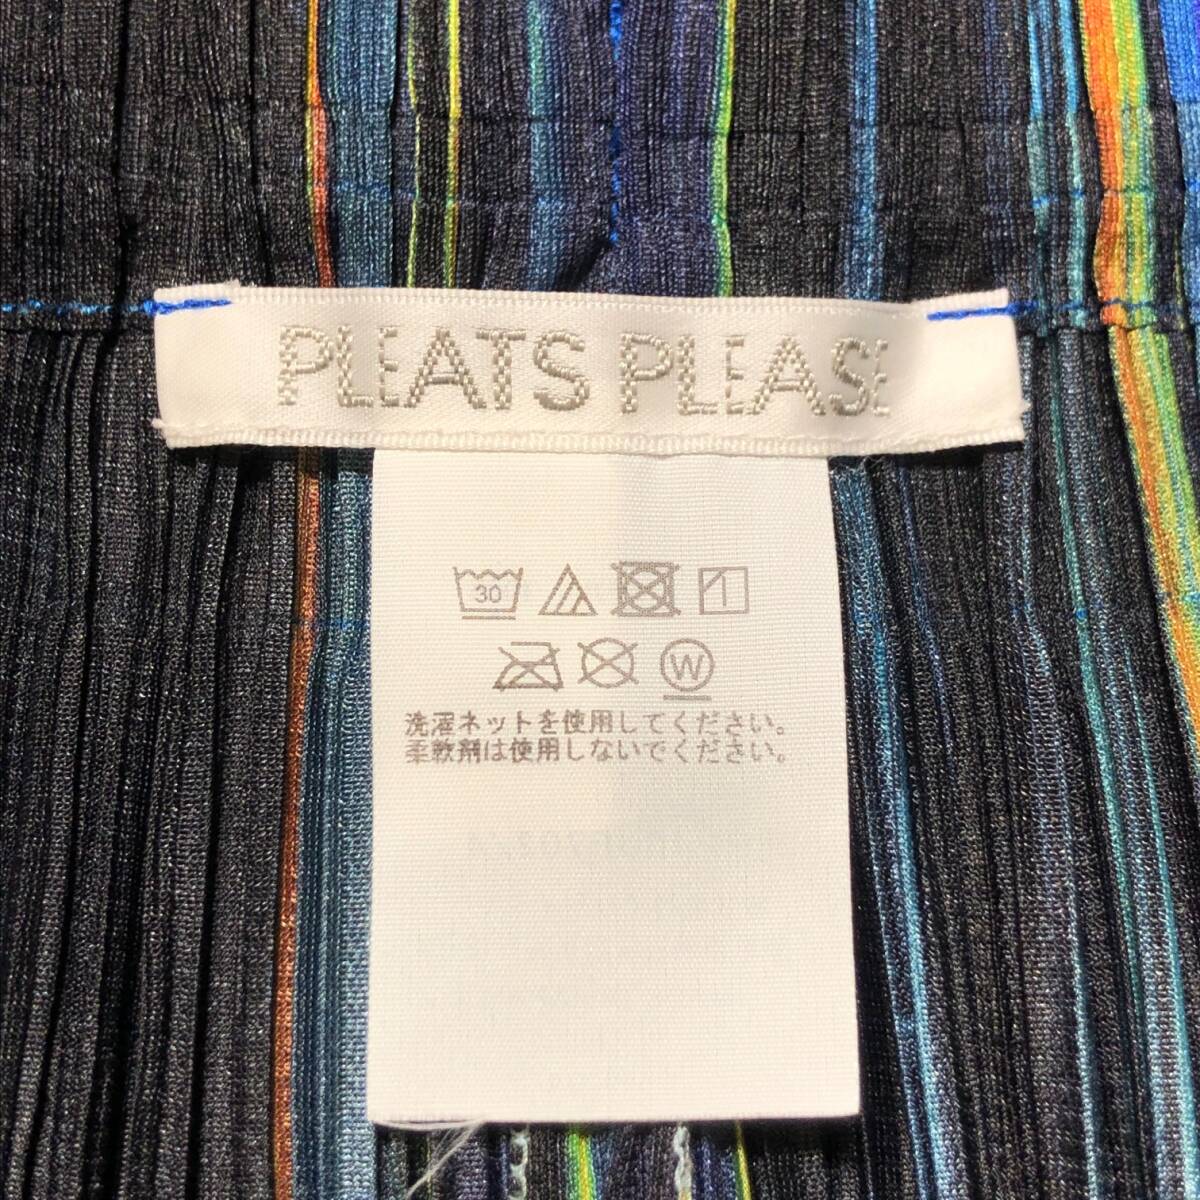 PLEATS PLEASE
30
W
洗濯ネットを使用してください。
柔軟剤は使用しないでください。